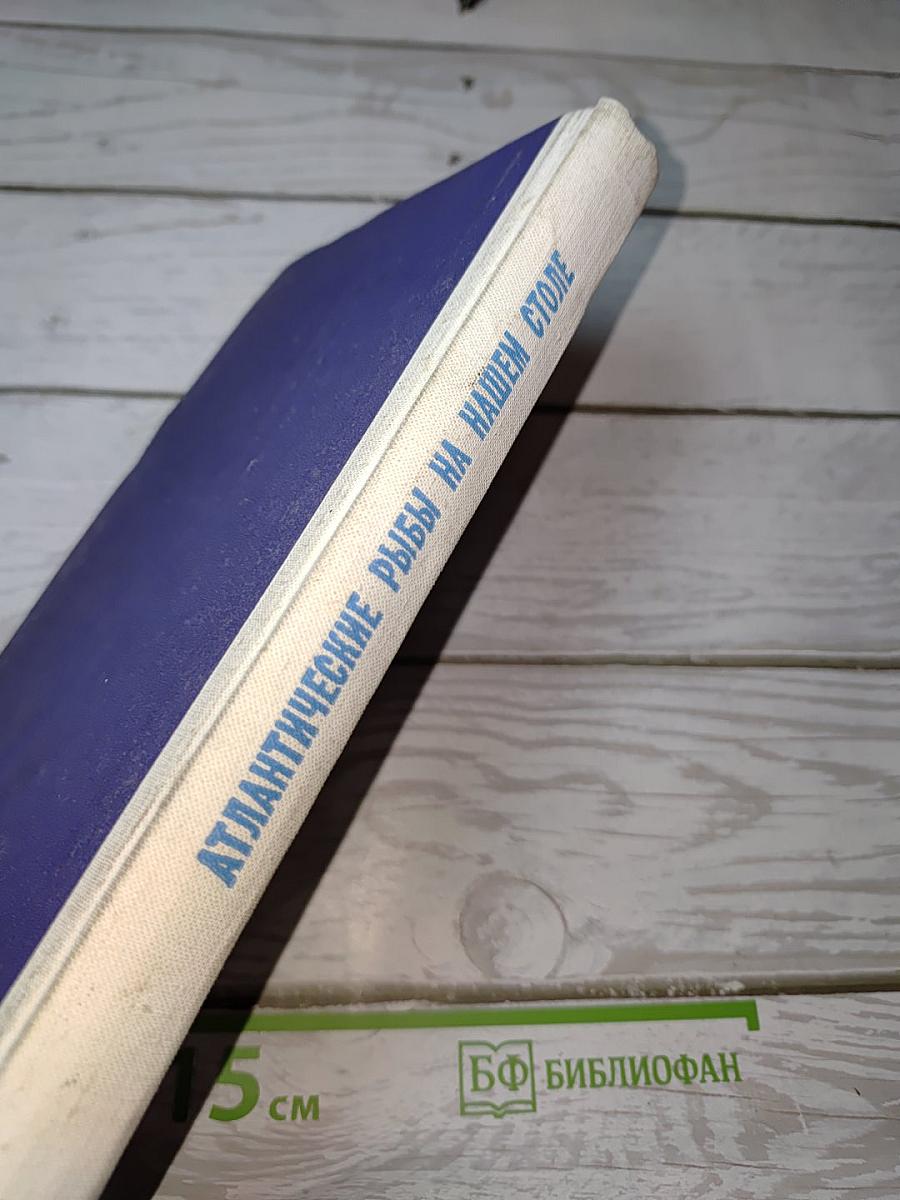 АТЛАНТИЧЕСКИЕ РЫБЫ НА НАШЕМ СТОЛЕ
15 см
БФ БИБЛИОФАН